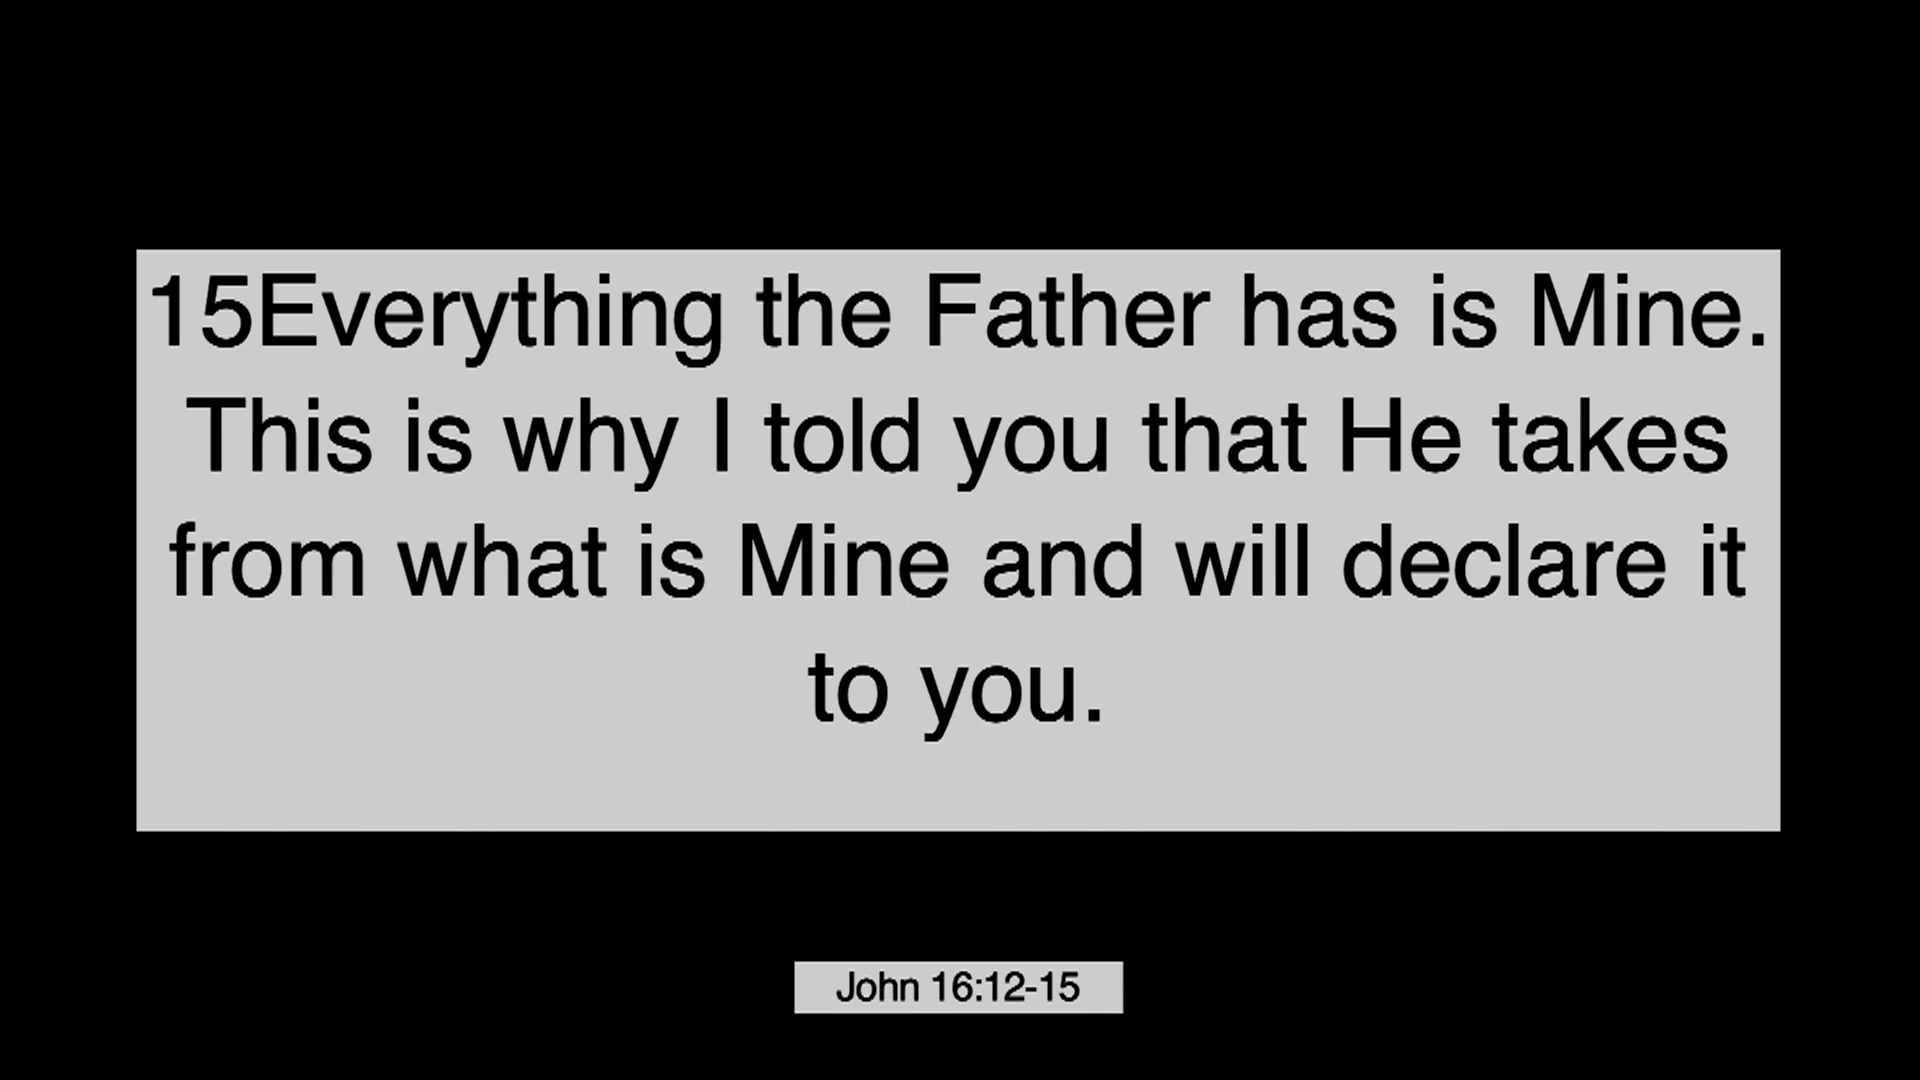 15Everything the Father has is Mine.
This is why I told you that He takes
from what is Mine and will declare it
to you.
John 16:12-15